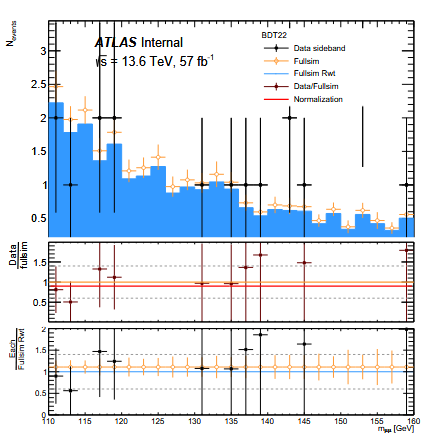 N_events
ATLAS Internal
√s = 13.6 TeV, 57 fb⁻¹
BDT22
Data sideband
Fullsim
Fullsim Rwt
Data/Fullsim
Normalization
3
2.5
2
1.5
1
0.5
Data
fullsim
1.5
1
0.5
Each
Fullsim Rwt
2
1.5
1
0.5
0
110 115 120 125 130 135 140 145 150 155 160
[GeV]